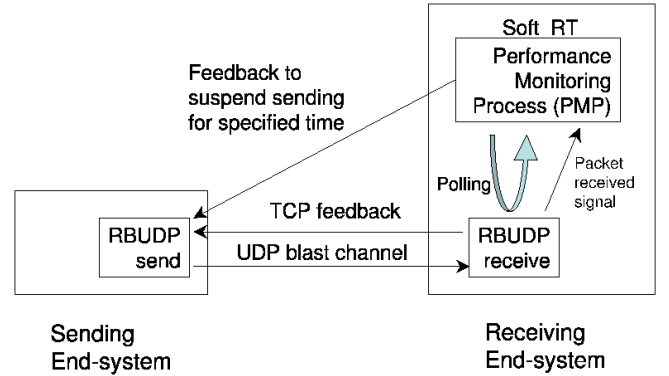 Soft RT
Performance
Monitoring
Process (PMP)
Feedback to
suspend sending
for specified time
Polling
Packet
received
signal
TCP feedback
RBUDP
send
UDP blast channel
RBUDP
receive
Sending
End-system
Receiving
End-system